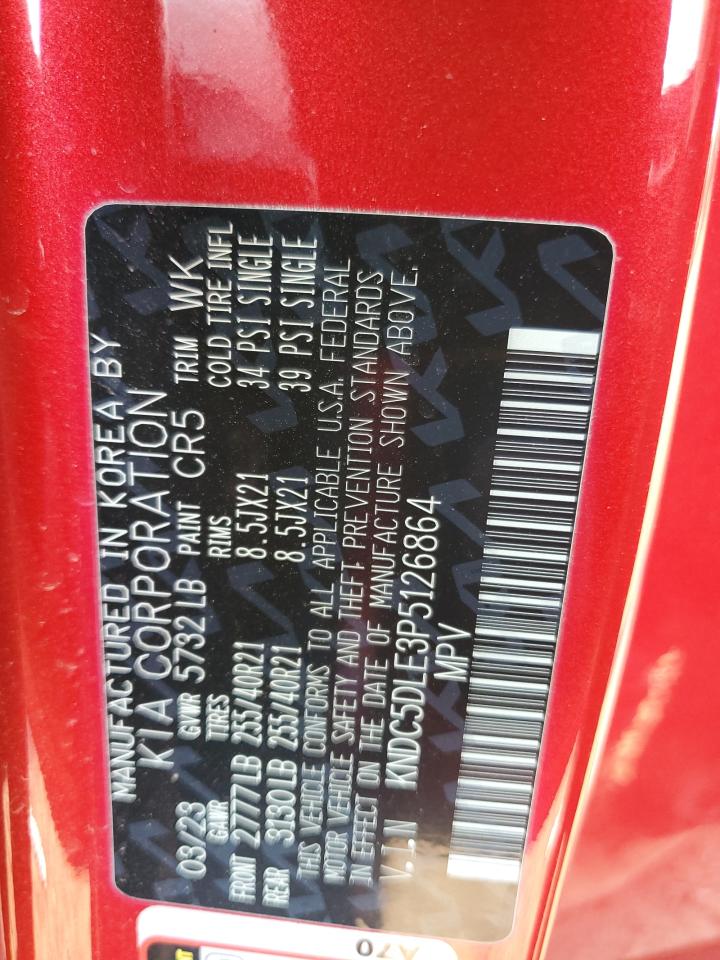 MANUFACTURED IN KOREA BY
KIA CORPORATION
03/23 GVWR 5732 LB PAINT CR5 TRIM WK
GAWR TIRES RIMS COLD TIRE INFL
FRONT 2777LB 255/40R21 8.5JX21 34 PSI SINGLE
REAR 3130LB 255/40R21 8.5JX21 39 PSI SINGLE
THIS VEHICLE CONFORMS TO ALL APPLICABLE U.S.A. FEDERAL
MOTOR VEHICLE SAFETY AND THEFT PREVENTION STANDARDS
IN EFFECT ON THE DATE OF MANUFACTURE SHOWN ABOVE.
V.I.N KNDC5DLE3P5126864
MPV
A70